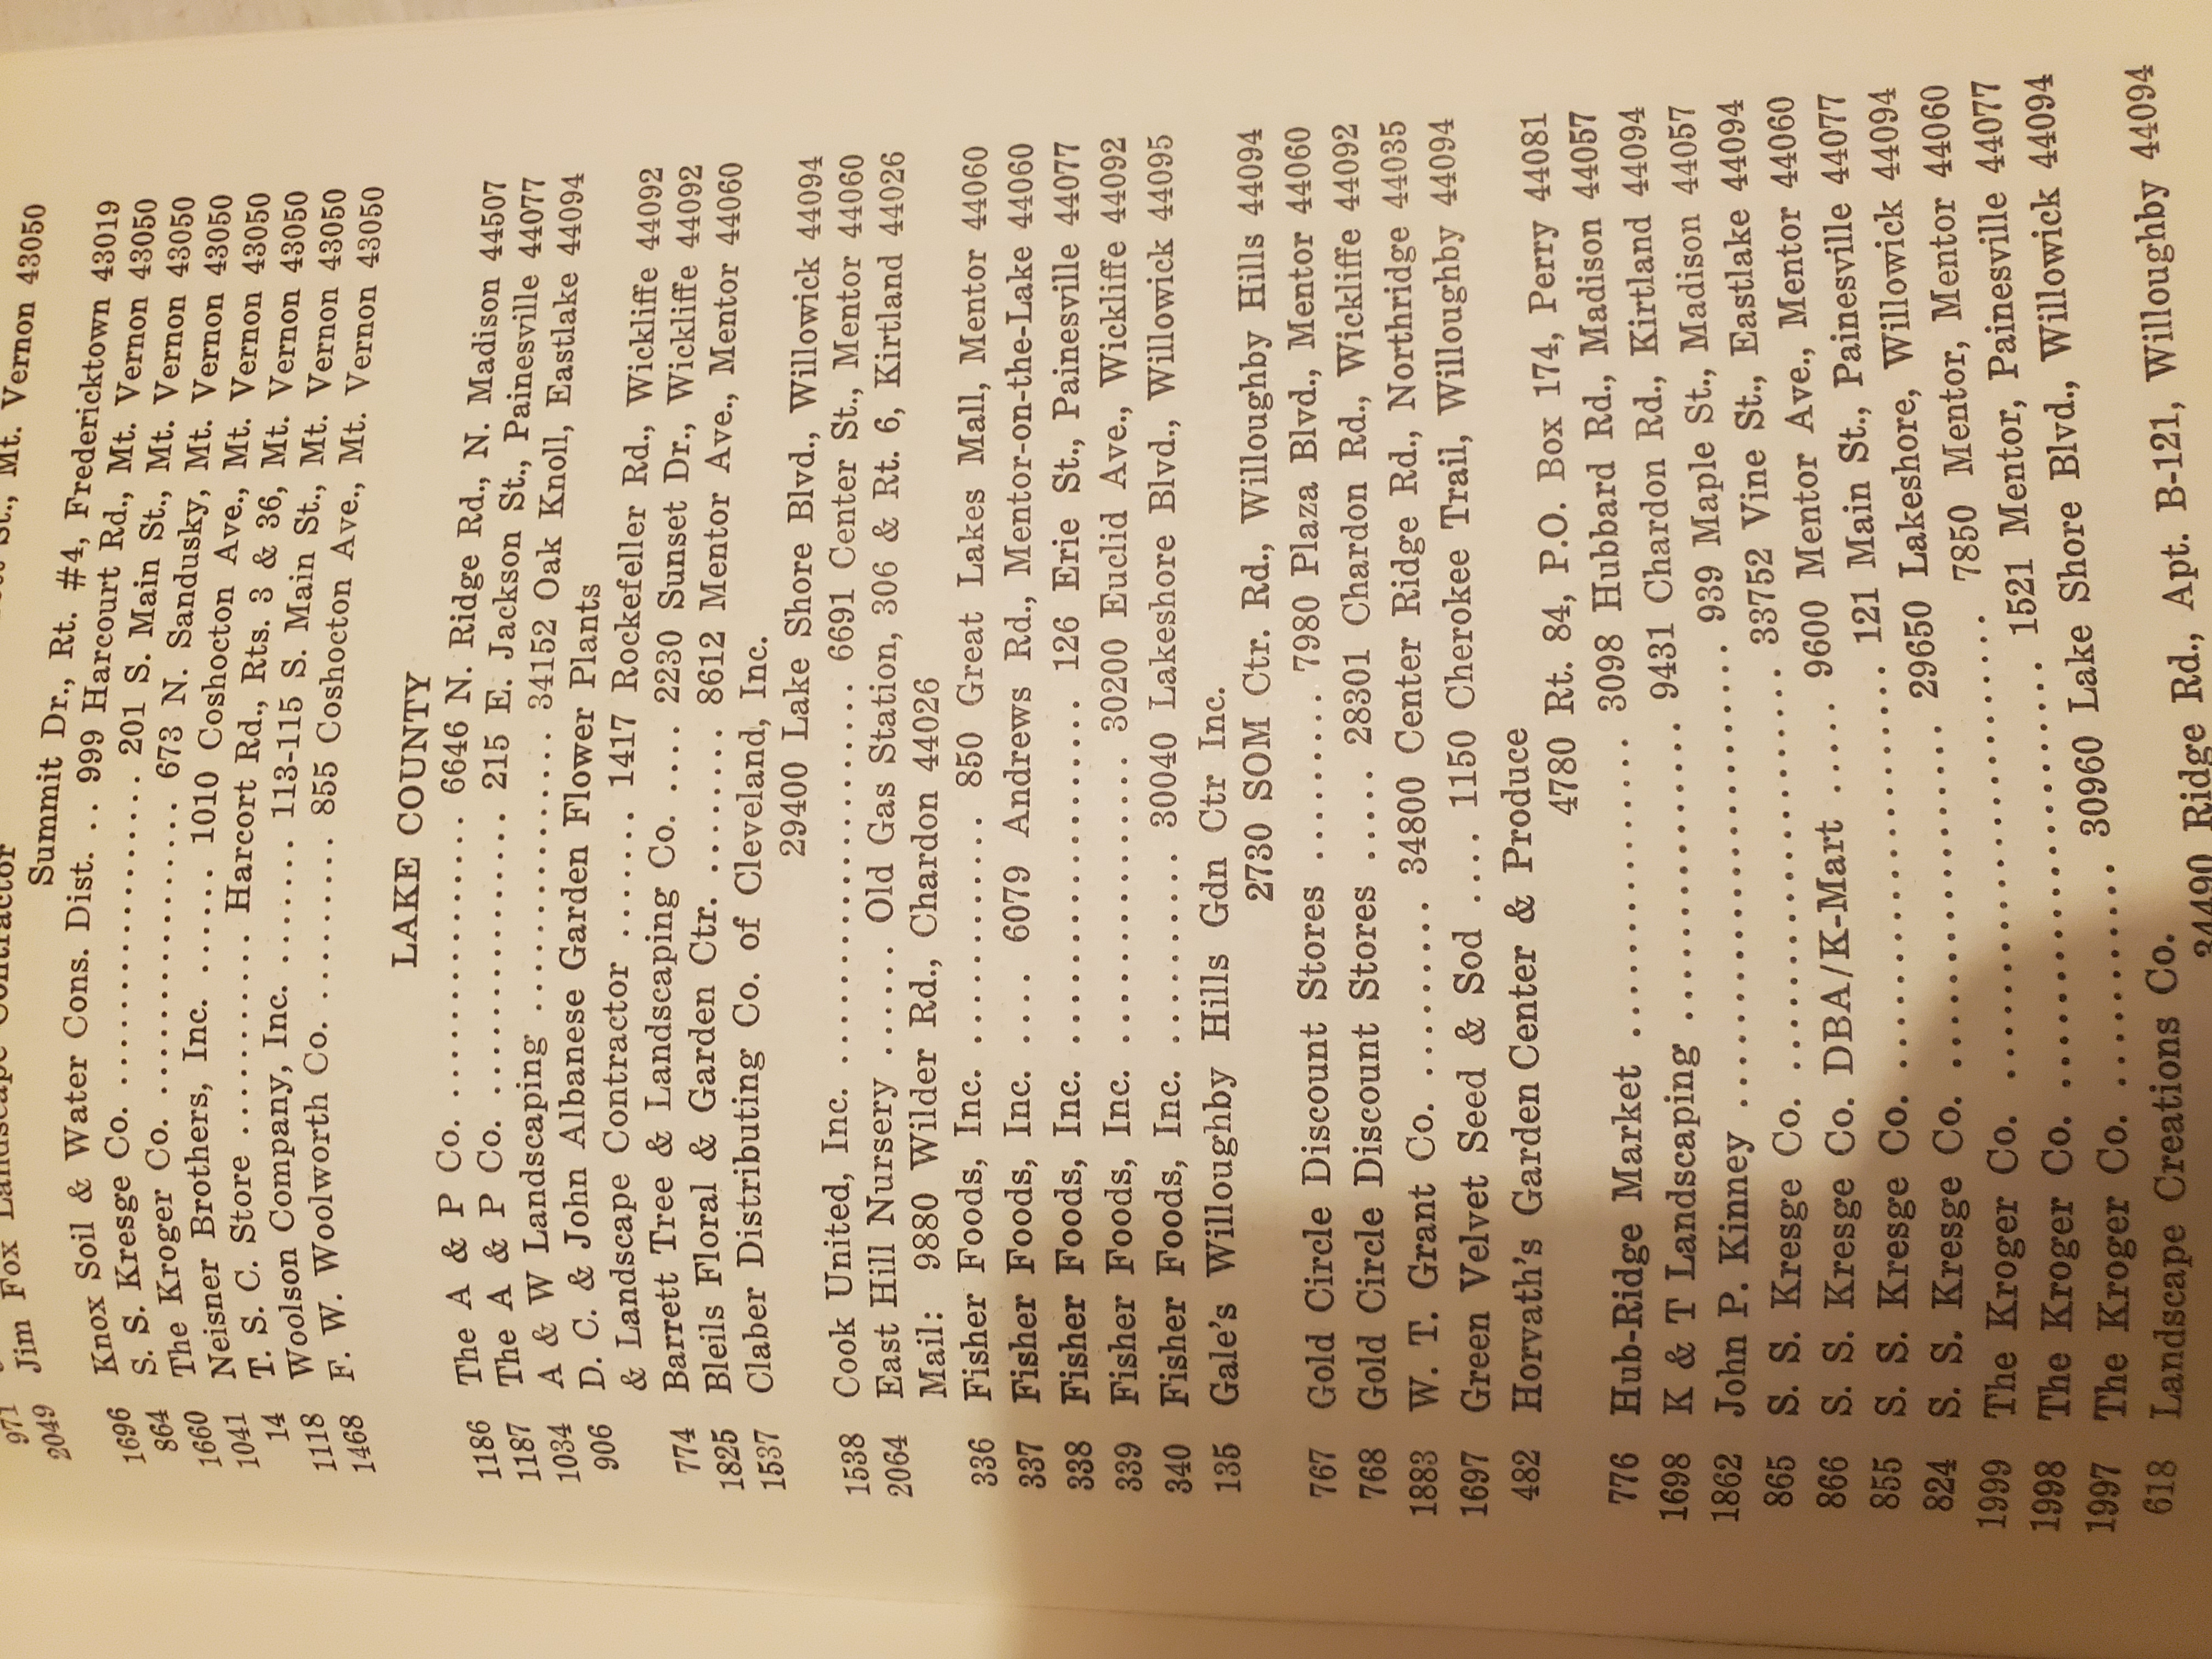 971
2049 Jim Fox Landscape Contractor
Summit Dr., Rt. #4, Fredericktown 43019
1696 Knox Soil & Water Cons. Dist. . . 999 Harcourt Rd., Mt. Vernon 43050
864 S. S. Kresge Co. .................... 201 S. Main St., Mt. Vernon 43050
1660 The Kroger Co. .................. 673 N. Sandusky, Mt. Vernon 43050
1041 Neisner Brothers, Inc. ...... 1010 Coshocton Ave., Mt. Vernon 43050
14 T. S. C. Store ............ Harcort Rd., Rts. 3 & 36, Mt. Vernon 43050
1118 Woolson Company, Inc. ........ 113-115 S. Main St., Mt. Vernon 43050
1468 F. W. Woolworth Co. .......... 855 Coshocton Ave., Mt. Vernon 43050
LAKE COUNTY
1186 The A & P Co. .................. 6646 N. Ridge Rd., N. Madison 44507
1187 The A & P Co. .................. 215 E. Jackson St., Painesville 44077
1034 A & W Landscaping .............. 34152 Oak Knoll, Eastlake 44094
906 D. C. & John Albanese Garden Flower Plants
& Landscape Contractor ........ 1417 Rockefeller Rd., Wickliffe 44092
774 Barrett Tree & Landscaping Co. .... 2230 Sunset Dr., Wickliffe 44092
1825 Bleils Floral & Garden Ctr. ........ 8612 Mentor Ave., Mentor 44060
1537 Claber Distributing Co. of Cleveland, Inc.
29400 Lake Shore Blvd., Willowick 44094
1538 Cook United, Inc. ...................... 6691 Center St., Mentor 44060
2064 East Hill Nursery ...... Old Gas Station, 306 & Rt. 6, Kirtland 44026
Mail: 9880 Wilder Rd., Chardon 44026
336 Fisher Foods, Inc. .............. 850 Great Lakes Mall, Mentor 44060
337 Fisher Foods, Inc. .... 6079 Andrews Rd., Mentor-on-the-Lake 44060
338 Fisher Foods, Inc. .................... 126 Erie St., Painesville 44077
339 Fisher Foods, Inc. ................ 30200 Euclid Ave., Wickliffe 44092
340 Fisher Foods, Inc. ............ 30040 Lakeshore Blvd., Willowick 44095
135 Gale's Willoughby Hills Gdn Ctr Inc.
2730 SOM Ctr. Rd., Willoughby Hills 44094
767 Gold Circle Discount Stores ......... 7980 Plaza Blvd., Mentor 44060
768 Gold Circle Discount Stores ..... 28301 Chardon Rd., Wickliffe 44092
1883 W. T. Grant Co. ......... 34800 Center Ridge Rd., Northridge 44035
1697 Green Velvet Seed & Sod .... 1150 Cherokee Trail, Willoughby 44094
482 Horvath's Garden Center & Produce
4780 Rt. 84, P.O. Box 174, Perry 44081
776 Hub-Ridge Market ................. 3098 Hubbard Rd., Madison 44057
1698 K & T Landscaping ................ 9431 Chardon Rd., Kirtland 44094
1862 John P. Kinney ......................... 939 Maple St., Madison 44057
865 S. S. Kresge Co. .................... 33752 Vine St., Eastlake 44094
866 S. S. Kresge Co. DBA/K-Mart ..... 9600 Mentor Ave., Mentor 44060
855 S. S. Kresge Co. ...................... 121 Main St., Painesville 44077
824 S. S. Kresge Co. .................. 29650 Lakeshore, Willowick 44094
1999 The Kroger Co. ......................... 7850 Mentor, Mentor 44060
1998 The Kroger Co. ...................... 1521 Mentor, Painesville 44077
1997 The Kroger Co. ............ 30960 Lake Shore Blvd., Willowick 44094
618 Landscape Creations Co.
34490 Ridge Rd., Apt. B-121, Willoughby 44094